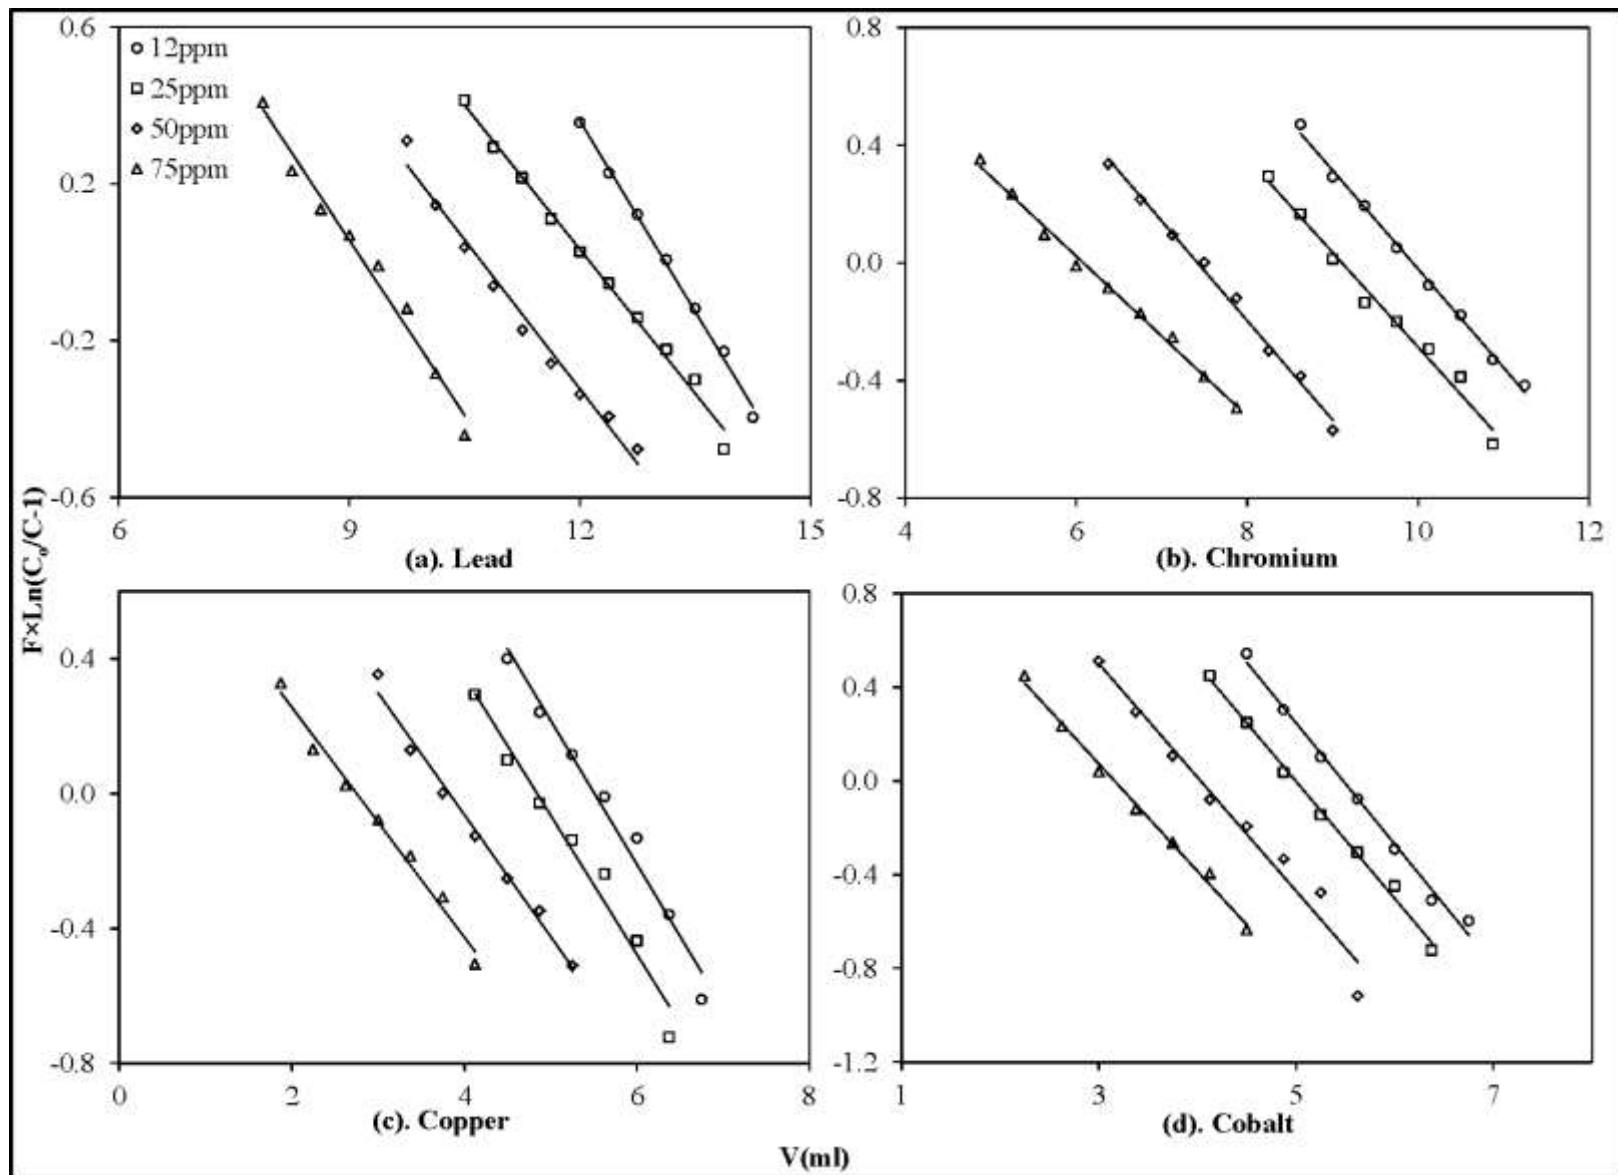 0.6
0.2
-0.2
-0.6
12ppm
25ppm
50ppm
75ppm
6 9 12 15
(a). Lead
0.8
0.4
0.0
-0.4
-0.8
4 6 8 10 12
(b). Chromium
F×Ln(Co/C-1)
0.4
0.0
-0.4
-0.8
0 2 4 6 8
(c). Copper
0.8
0.4
0.0
-0.4
-0.8
-1.2
1 3 5 7
(d). Cobalt
V(ml)